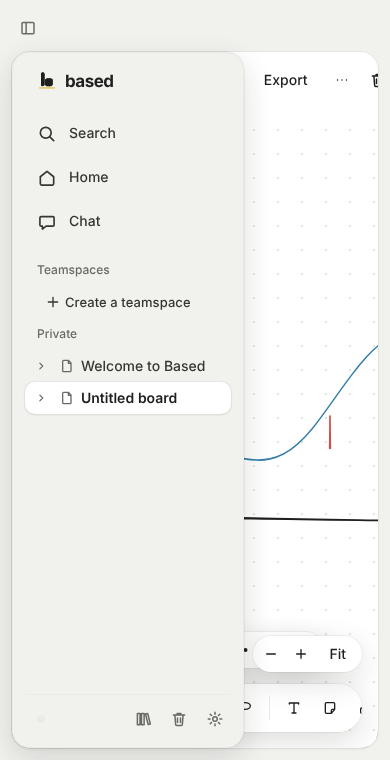 based
Export
Search
Home
Chat
Teamspaces
Create a teamspace
Private
Welcome to Based
Untitled board
Fit